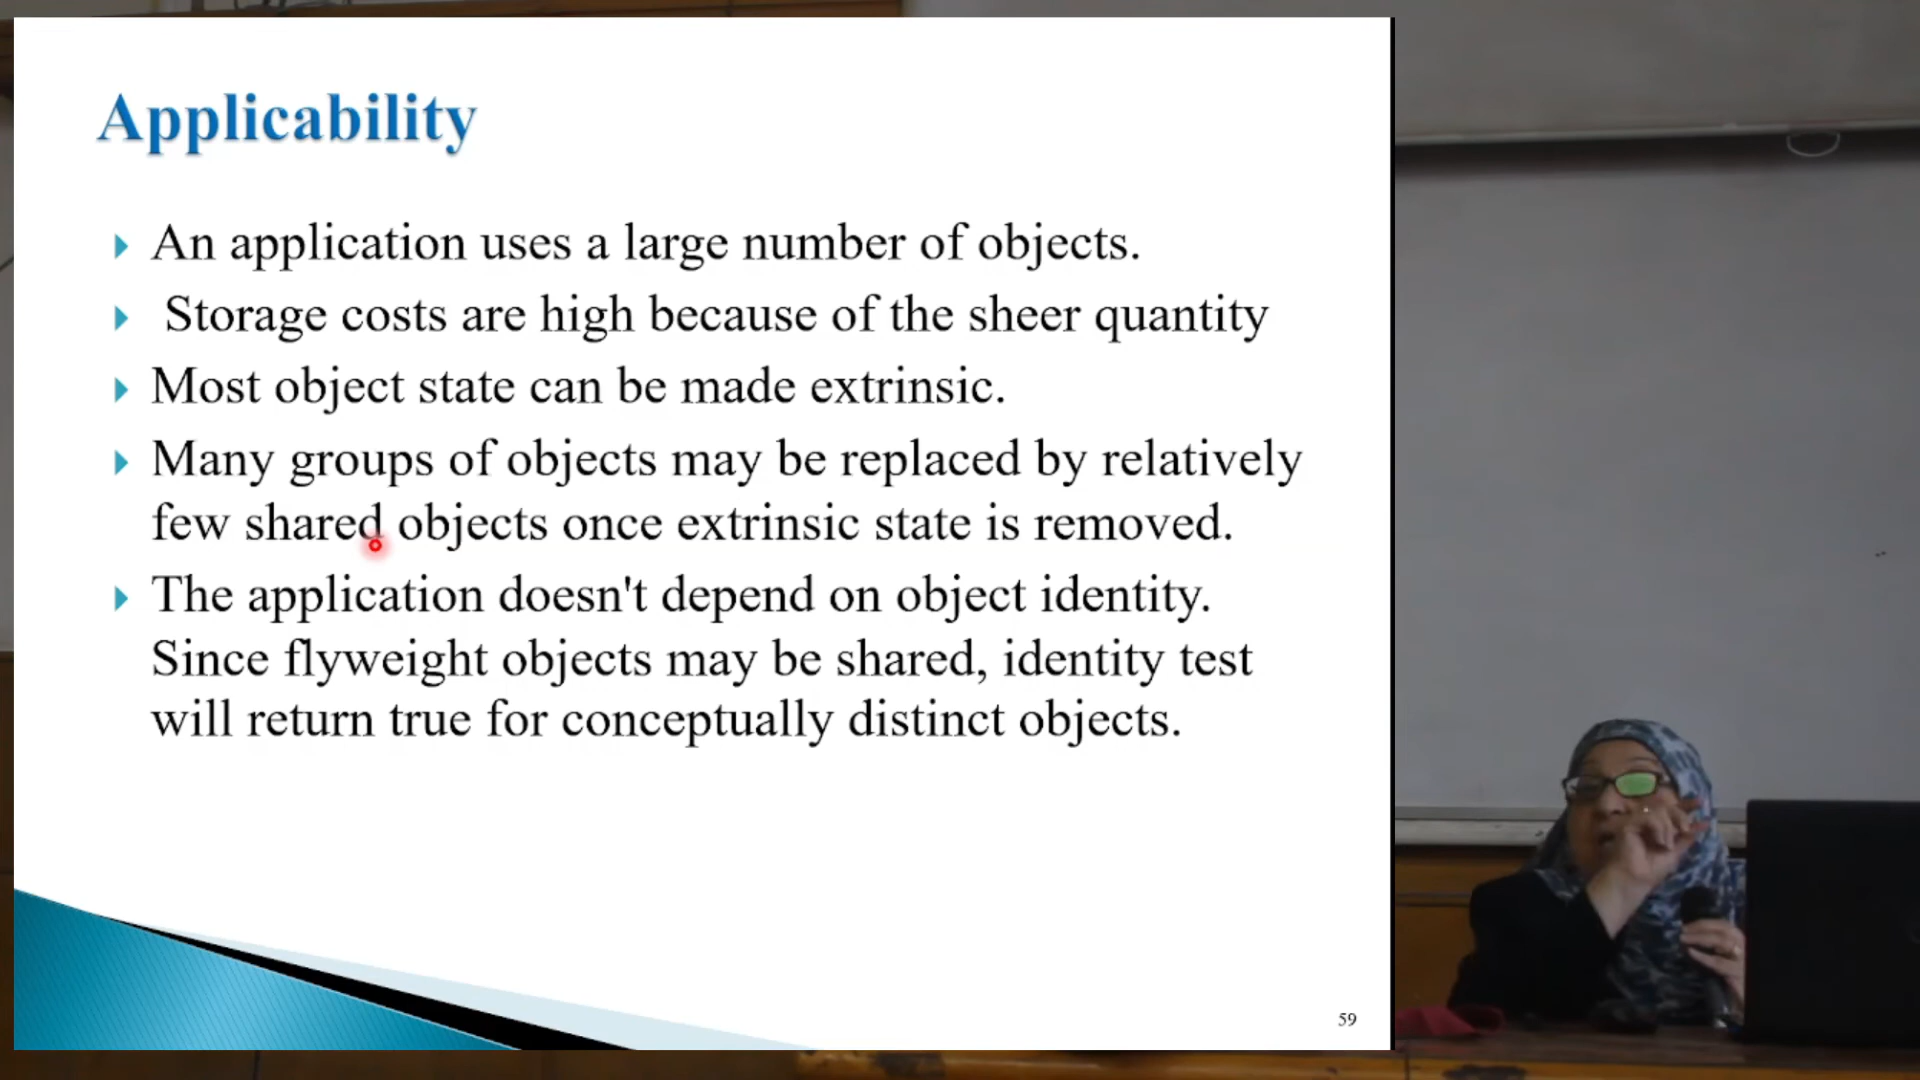 Applicability
An application uses a large number of objects.
Storage costs are high because of the sheer quantity
Most object state can be made extrinsic.
Many groups of objects may be replaced by relatively
few shared objects once extrinsic state is removed.
The application doesn't depend on object identity.
Since flyweight objects may be shared, identity test
will return true for conceptually distinct objects.
59